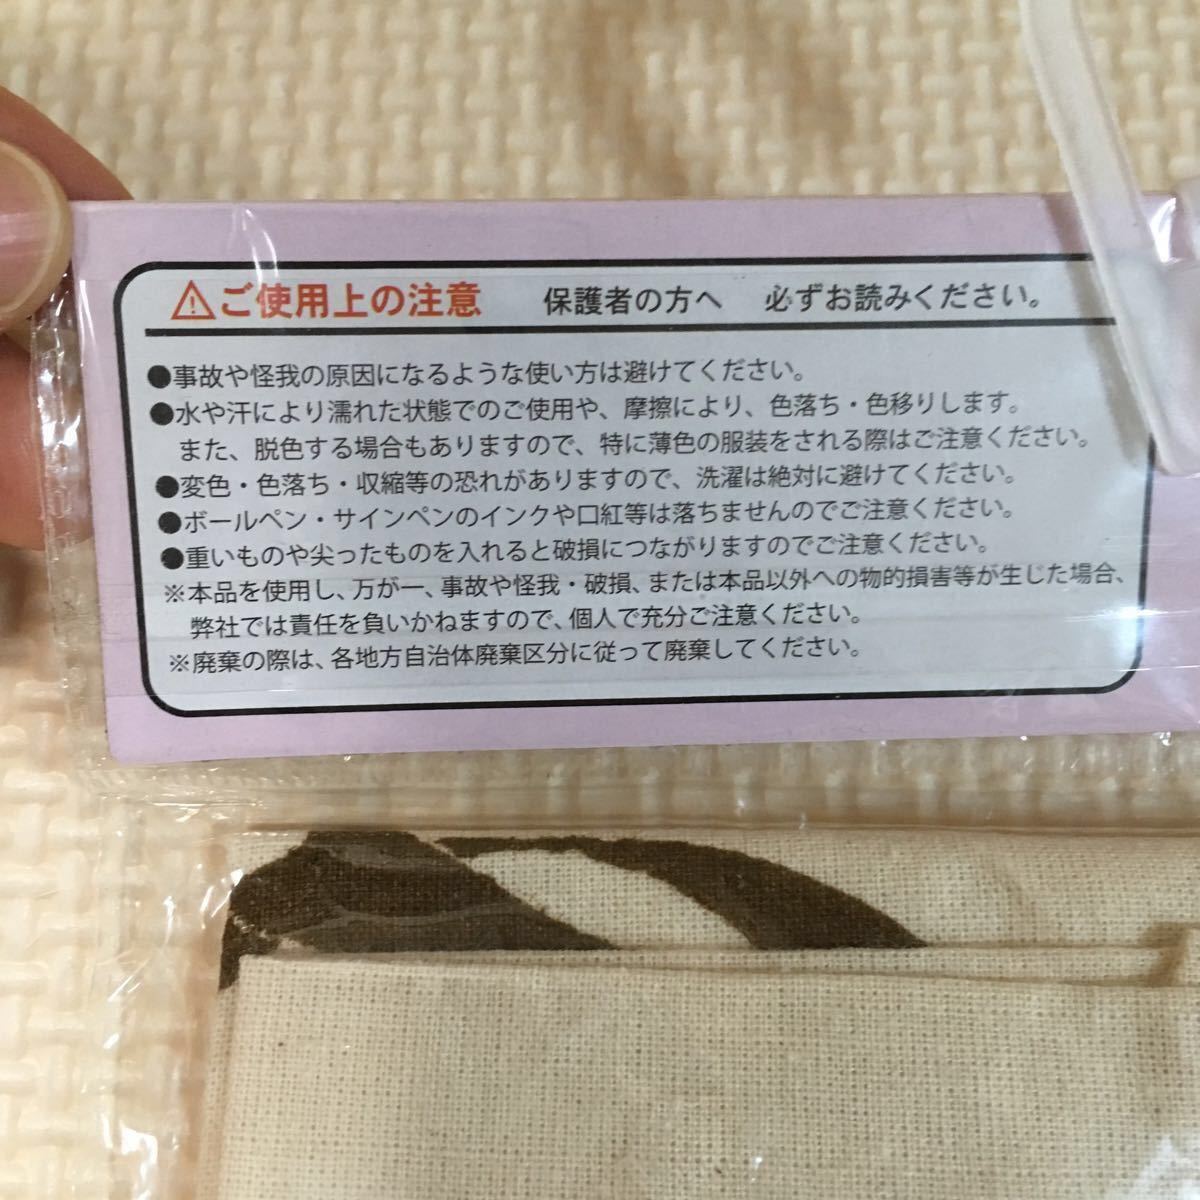 ⚠ご使用上の注意 保護者の方へ 必ずお読みください。
●事故や怪我の原因になるような使い方は避けてください。
●水や汗により濡れた状態でのご使用や、摩擦により、色落ち・色移りします。
また、脱色する場合もありますので、特に薄色の服装をされる際はご注意ください。
●変色・色落ち・収縮等の恐れがありますので、洗濯は絶対に避けてください。
●ボールペン・サインペンのインクや口紅等は落ちませんのでご注意ください。
●重いものや尖ったものを入れると破損につながりますのでご注意ください。
※本品を使用し、万が一、事故や怪我・破損、または本品以外への物的損害等が生じた場合、
弊社では責任を負いかねますので、個人で充分ご注意ください。
※廃棄の際は、各地方自治体廃棄区分に従って廃棄してください。